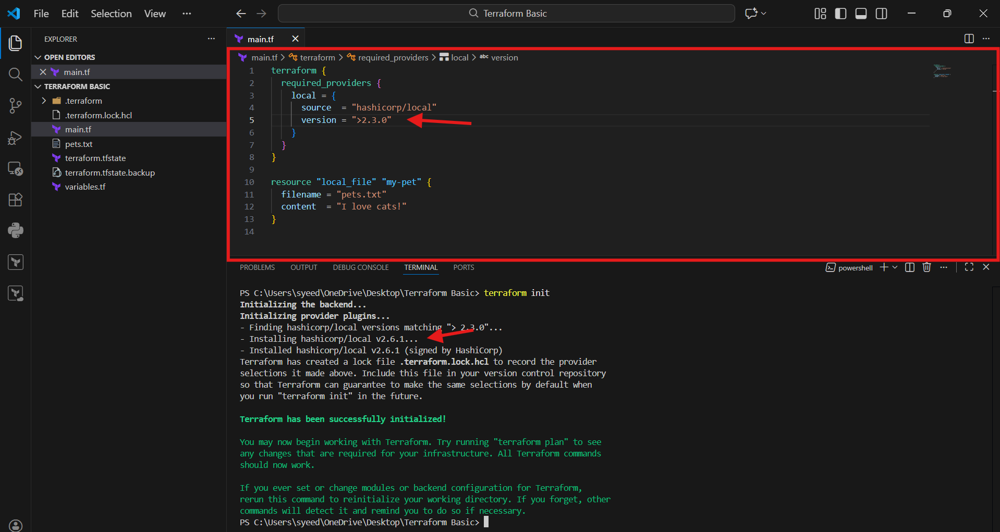 File Edit Selection View ···
Terraform Basic
EXPLORER ···
OPEN EDITORS
main.tf
TERRAFORM BASIC
.terraform
.terraform.lock.hcl
main.tf
pets.txt
terraform.tfstate
terraform.tfstate.backup
variables.tf
main.tf
main.tf > terraform > required_providers > local > abc version
1 terraform {
2 required_providers {
3 local = {
4 source  = "hashicorp/local"
5 version = ">2.3.0"
6 }
7 }
8 }
9
10 resource "local_file" "my-pet" {
11 filename = "pets.txt"
12 content  = "I love cats!"
13 }
14
PROBLEMS OUTPUT DEBUG CONSOLE TERMINAL PORTS
powershell
PS C:\Users\syeed\OneDrive\Desktop\Terraform Basic> terraform init
Initializing the backend...
Initializing provider plugins...
- Finding hashicorp/local versions matching "> 2.3.0"...
- Installing hashicorp/local v2.6.1...
- Installed hashicorp/local v2.6.1 (signed by HashiCorp)
Terraform has created a lock file .terraform.lock.hcl to record the provider
selections it made above. Include this file in your version control repository
so that Terraform can guarantee to make the same selections by default when
you run "terraform init" in the future.
Terraform has been successfully initialized!
You may now begin working with Terraform. Try running "terraform plan" to see
any changes that are required for your infrastructure. All Terraform commands
should now work.
If you ever set or change modules or backend configuration for Terraform,
rerun this command to reinitialize your working directory. If you forget, other
commands will detect it and remind you to do so if necessary.
PS C:\Users\syeed\OneDrive\Desktop\Terraform Basic>